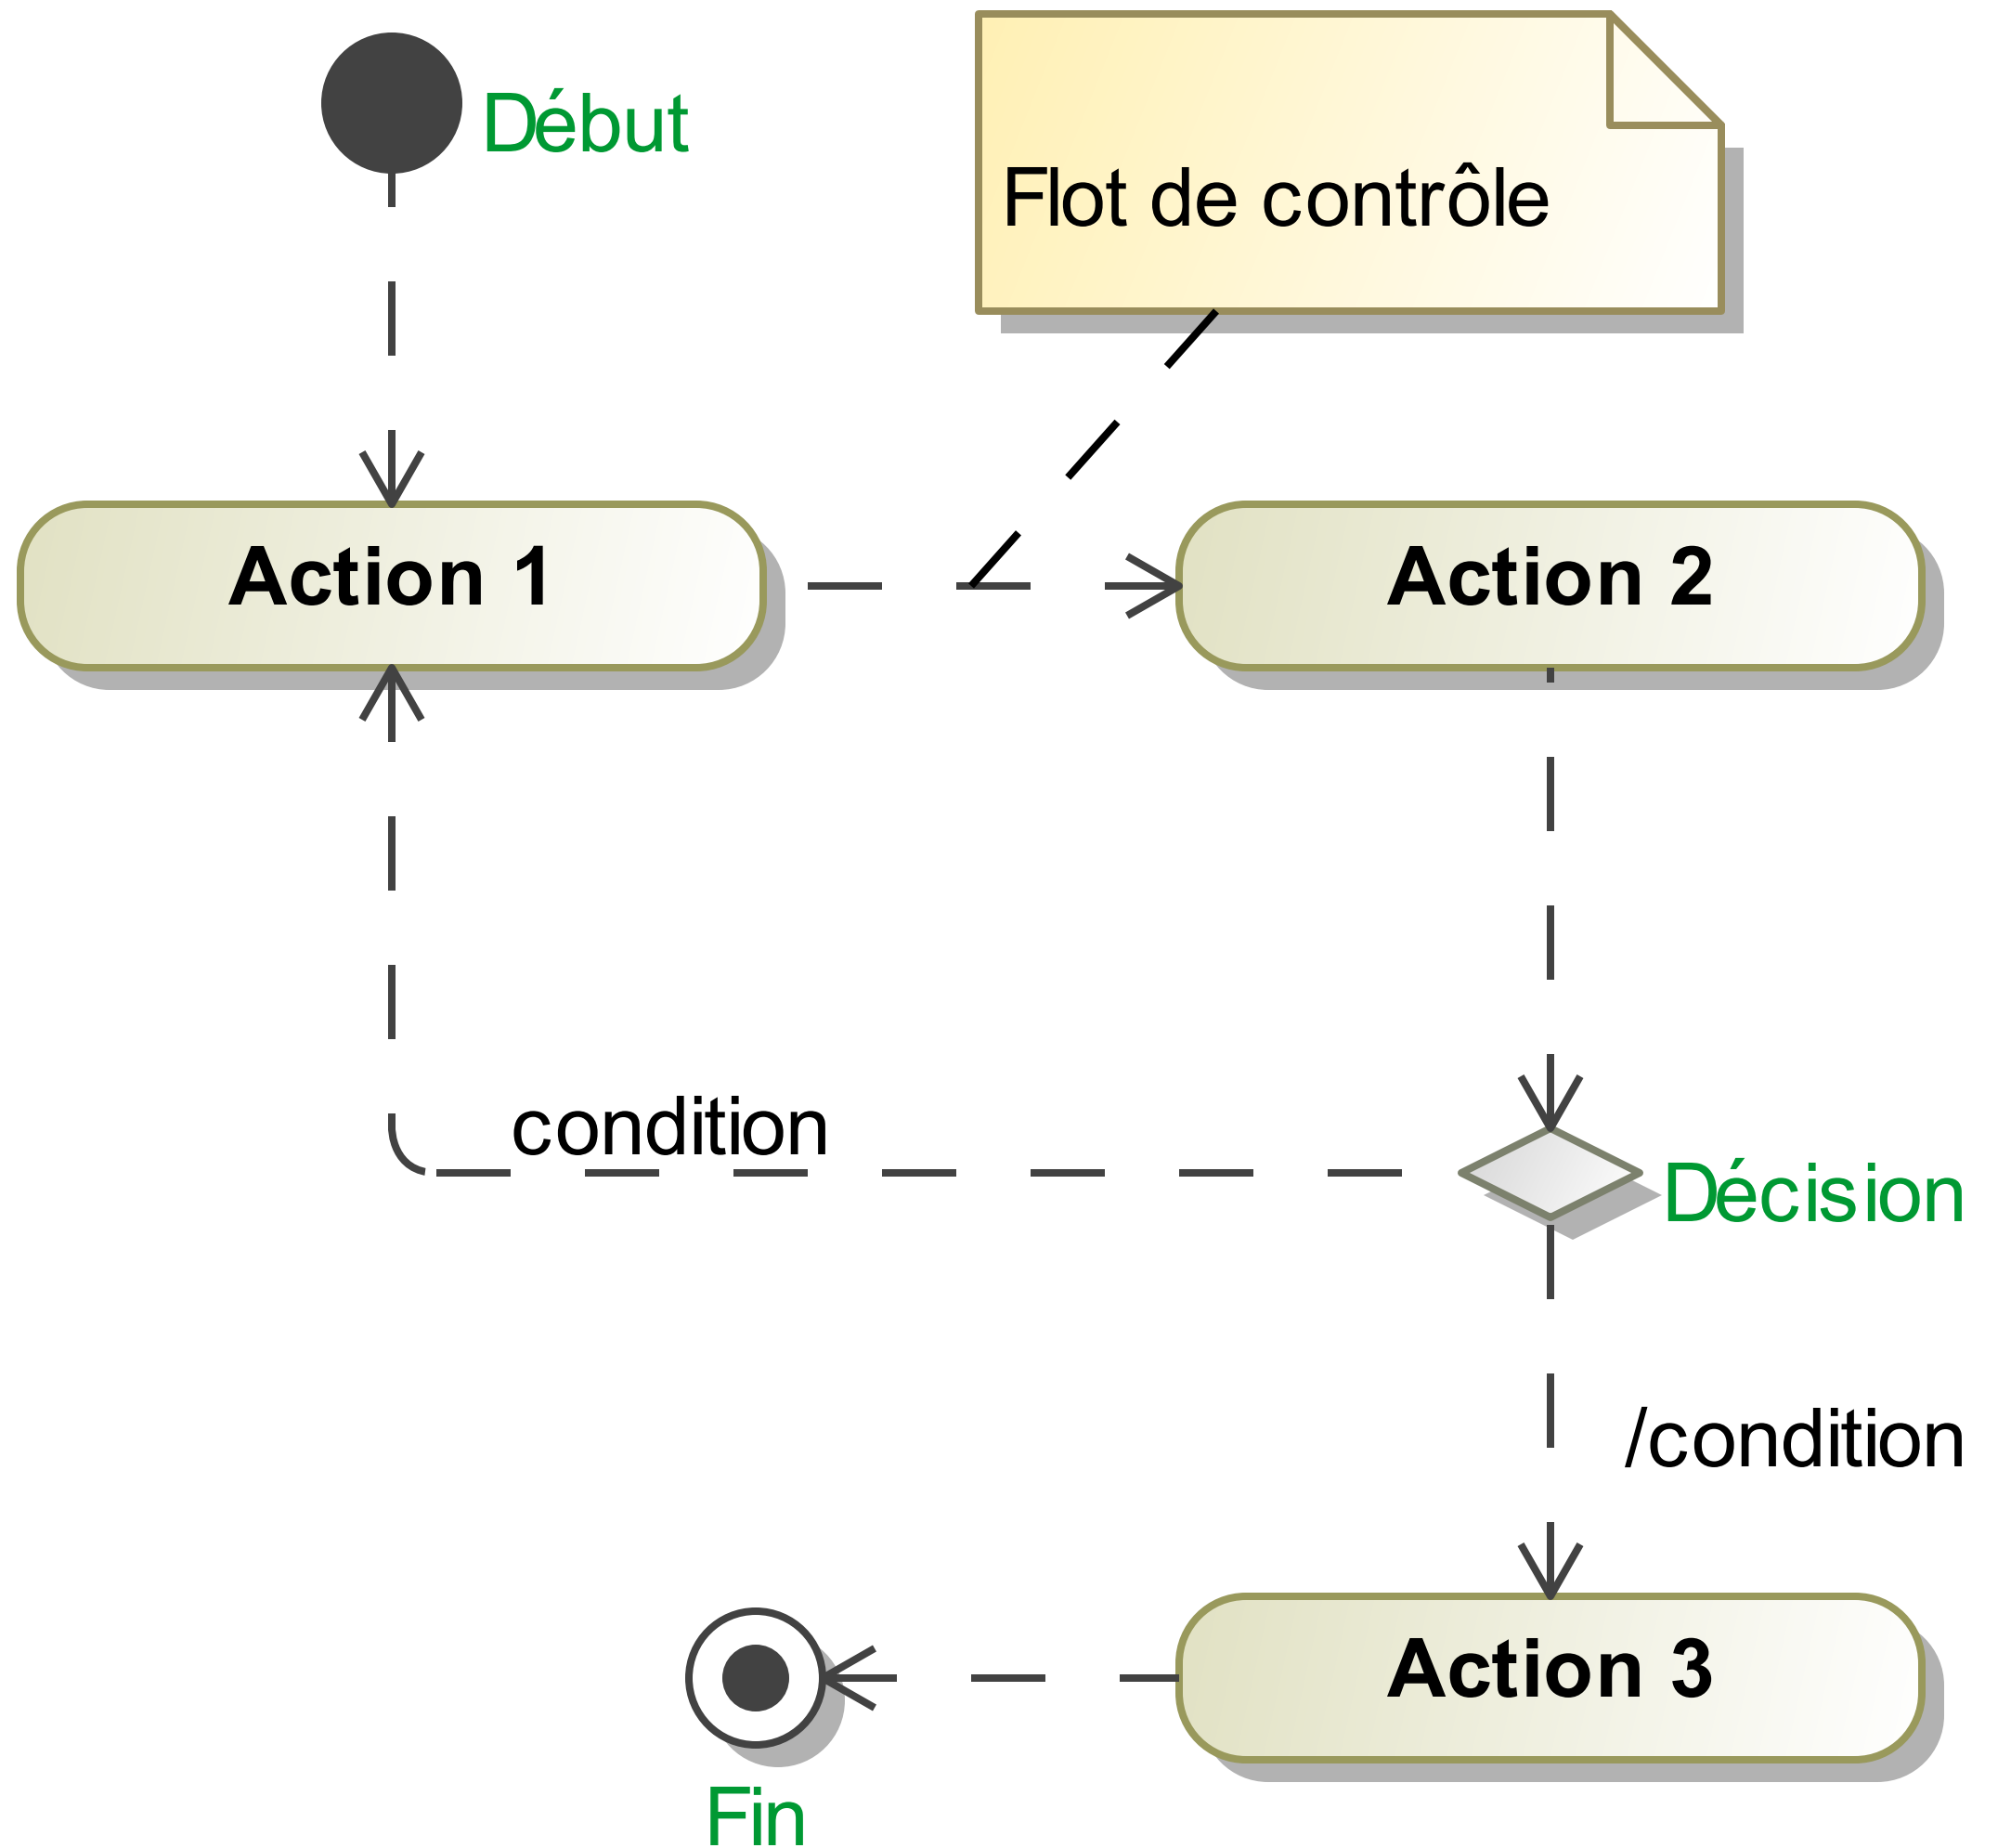 Début
Flot de contrôle
Action 1
Action 2
condition
Décision
/condition
Action 3
Fin